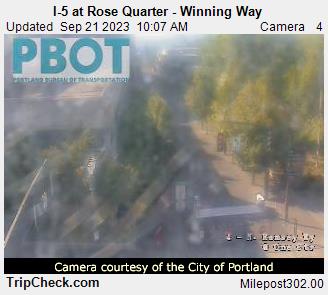 I-5 at Rose Quarter - Winning Way
Updated Sep 21 2023 10:07 AM Camera 4
PBOT
PORTLAND BUREAU OF TRANSPORTATION
Camera courtesy of the City of Portland
TripCheck.com Milepost302.00